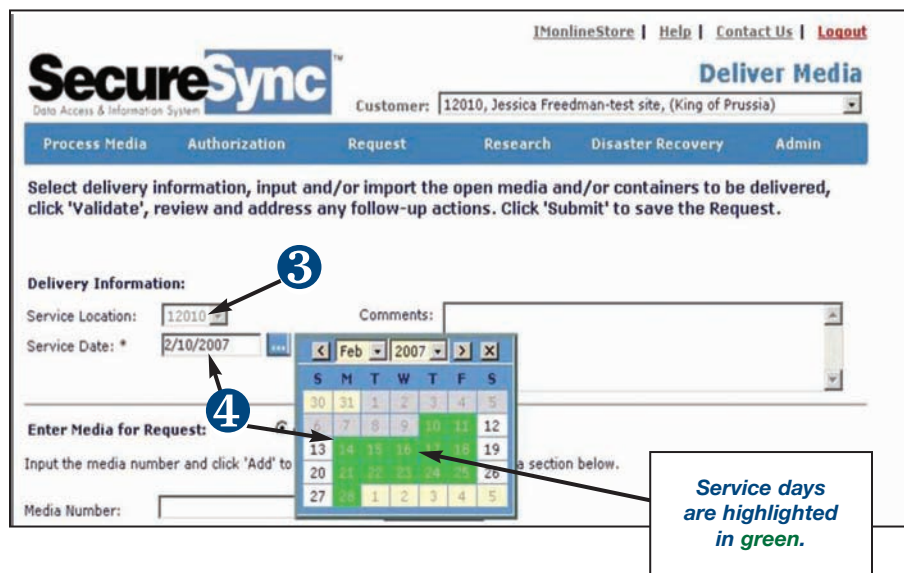 IMonlineStore | Help | Contact Us | Logout
SecureSync™
Data Access & Information System
Deliver Media
Customer: 12010, Jessica Freedman-test site, (King of Prussia)
Process Media Authorization Request Research Disaster Recovery Admin
Select delivery information, input and/or import the open media and/or containers to be delivered,
click 'Validate', review and address any follow-up actions. Click 'Submit' to save the Request.
3
Delivery Information:
Service Location: 12010
Comments:
Service Date: * 2/10/2007 ...
< Feb 2007 > X
S M T W T F S
30 31 1 2 3 4 5
6 7 8 9 10 11 12
13 14 15 16 17 18 19
20 21 22 23 24 25 26
27 28 1 2 3 4 5
4
Enter Media for Request:
Input the media number and click 'Add' to
section below.
Media Number:
Service days
are highlighted
in green.